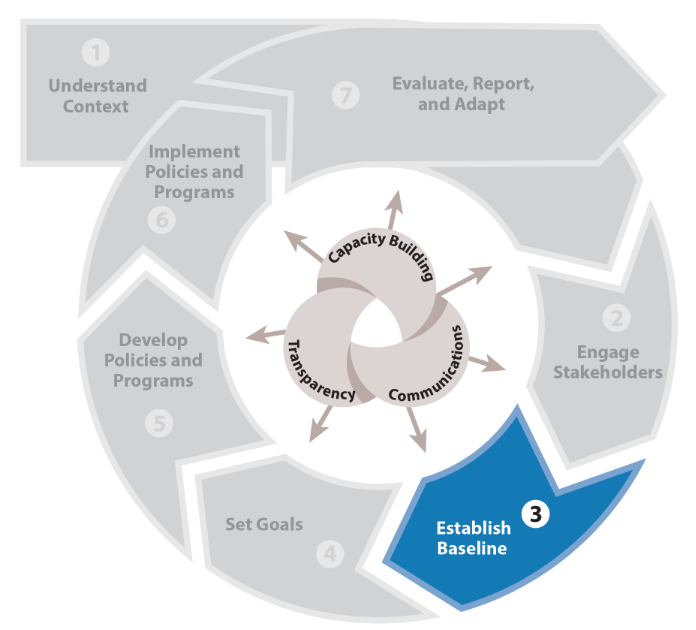 1
Understand
Context
7
Evaluate, Report,
and Adapt
Implement
Policies and
Programs
6
Capacity Building
Transparency
Communications
2
Engage
Stakeholders
Develop
Policies and
Programs
5
3
Establish
Baseline
Set Goals
4